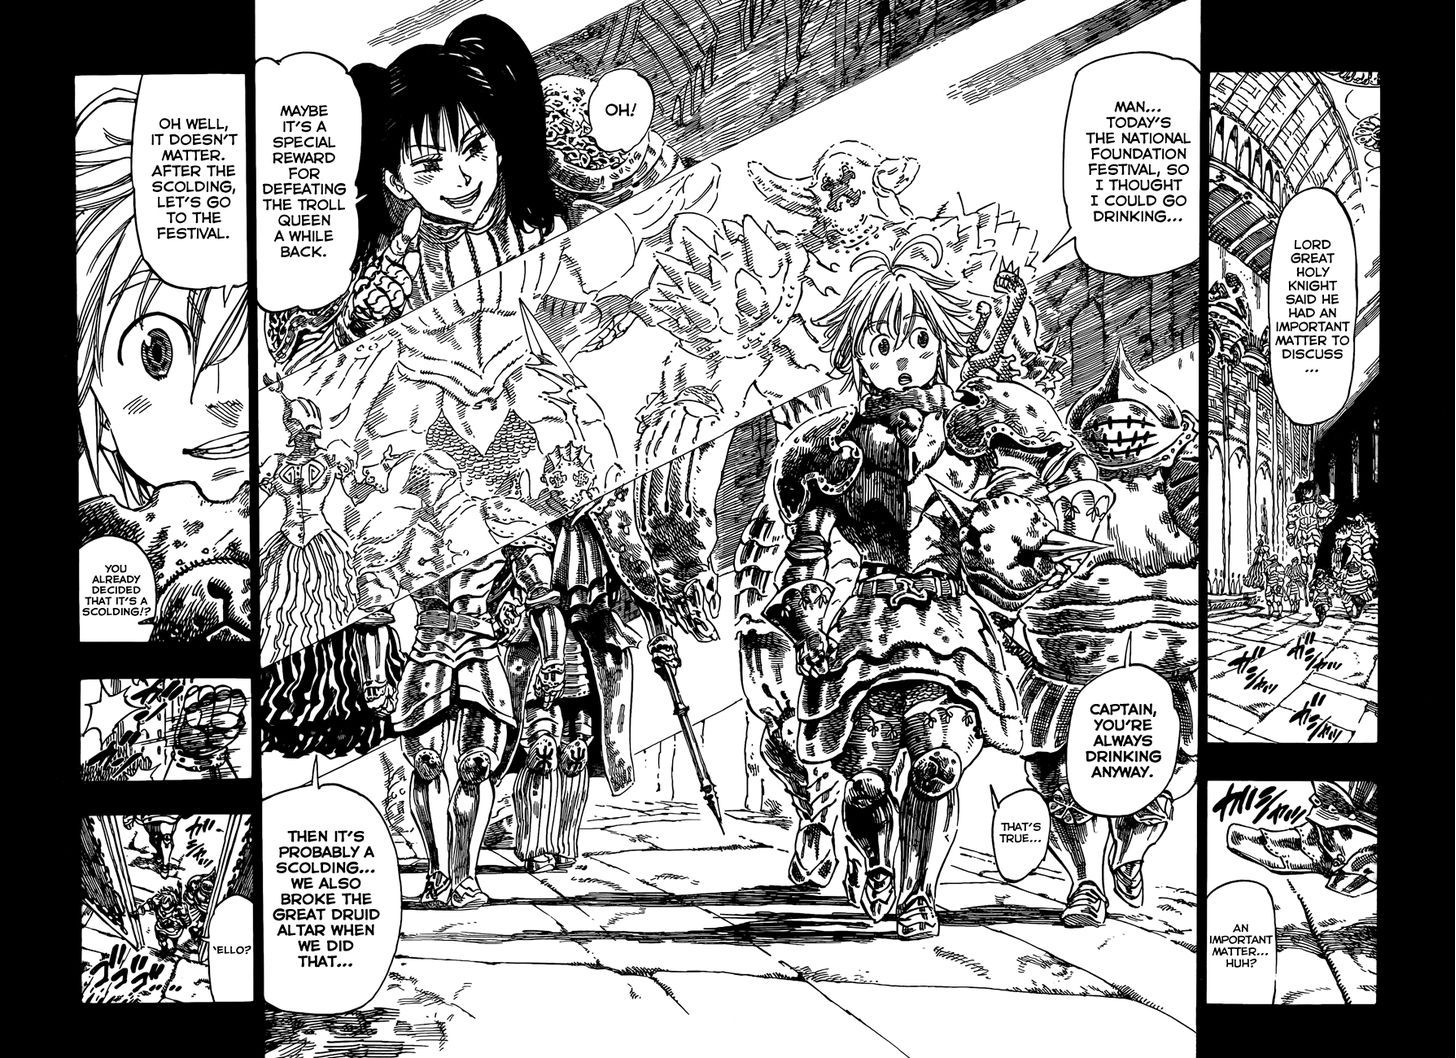 LORD
GREAT
HOLY
KNIGHT
SAID HE
HAD AN
IMPORTANT
MATTER TO
DISCUSS
...
AN
IMPORTANT
MATTER...
HUH?
MAN...
TODAY'S
THE NATIONAL
FOUNDATION
FESTIVAL, SO
I THOUGHT
I COULD GO
DRINKING...
CAPTAIN,
YOU'RE
ALWAYS
DRINKING
ANYWAY.
THAT'S
TRUE...
OH!
MAYBE
IT'S A
SPECIAL
REWARD
FOR
DEFEATING
THE TROLL
QUEEN
A WHILE
BACK.
THEN IT'S
PROBABLY A
SCOLDING...
WE ALSO
BROKE THE
GREAT DRUID
ALTAR WHEN
WE DID
THAT...
OH WELL,
IT DOESN'T
MATTER.
AFTER THE
SCOLDING,
LET'S GO
TO THE
FESTIVAL.
YOU
ALREADY
DECIDED
THAT IT'S A
SCOLDING!?
'ELLO?